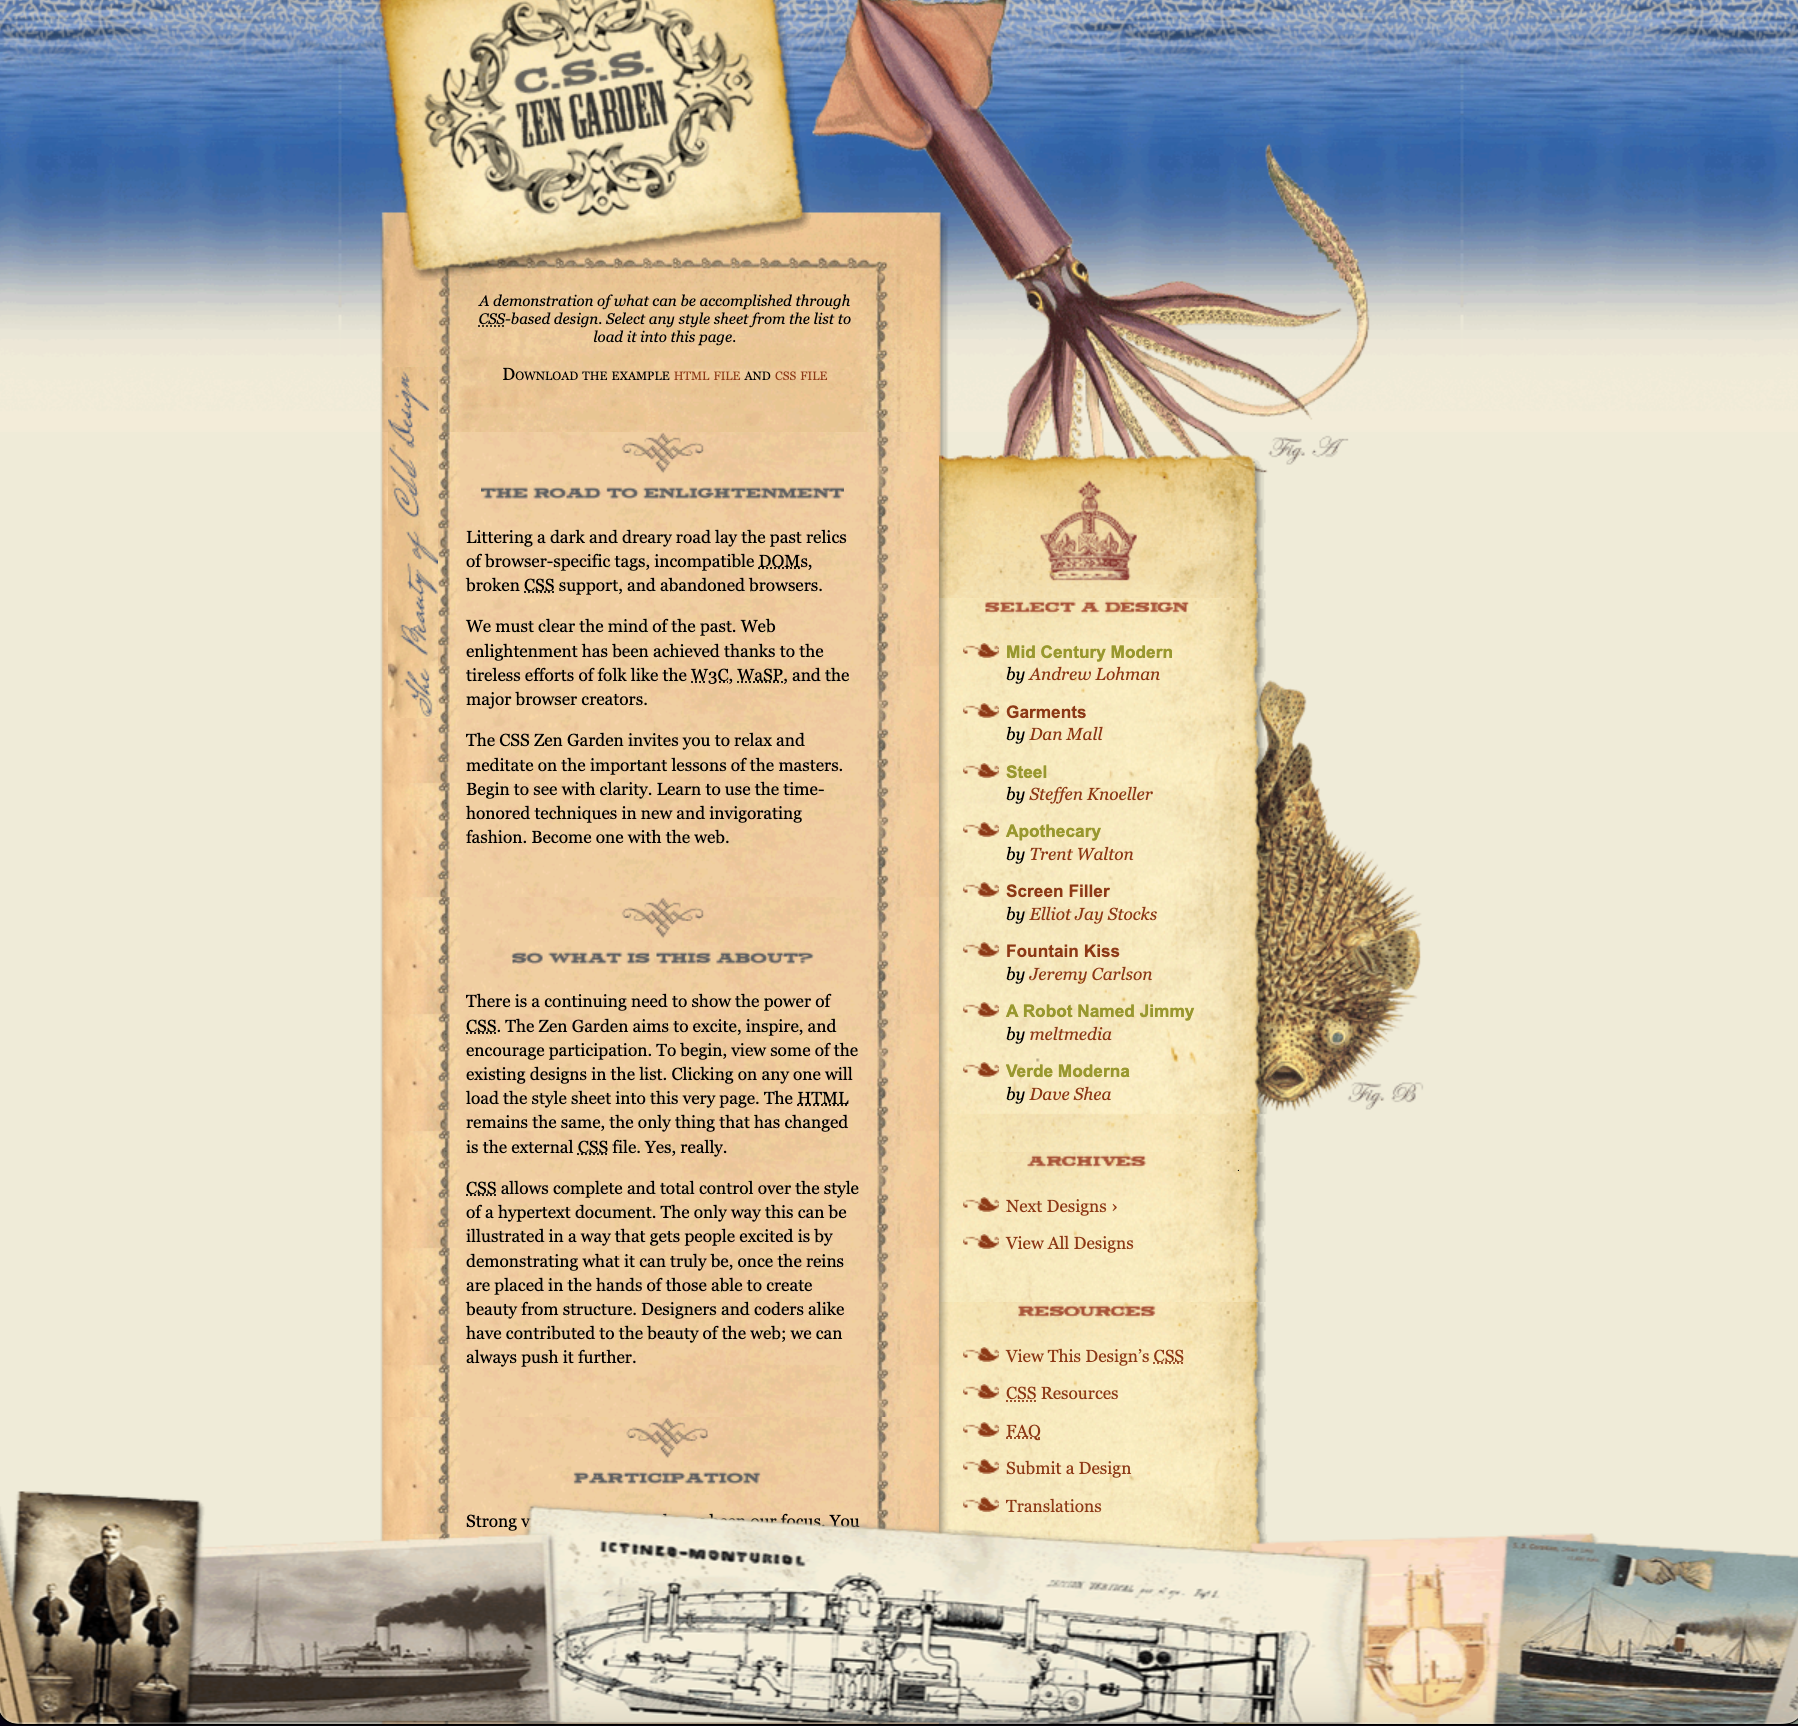 C.S.S.
ZEN GARDEN
A demonstration of what can be accomplished through
CSS-based design. Select any style sheet from the list to
load it into this page.
Download the example html file and css file
The Beauty of CSS Design
THE ROAD TO ENLIGHTENMENT
Littering a dark and dreary road lay the past relics
of browser-specific tags, incompatible DOMs,
broken CSS support, and abandoned browsers.
We must clear the mind of the past. Web
enlightenment has been achieved thanks to the
tireless efforts of folk like the W3C, WaSP, and the
major browser creators.
The CSS Zen Garden invites you to relax and
meditate on the important lessons of the masters.
Begin to see with clarity. Learn to use the time-
honored techniques in new and invigorating
fashion. Become one with the web.
SO WHAT IS THIS ABOUT?
There is a continuing need to show the power of
CSS. The Zen Garden aims to excite, inspire, and
encourage participation. To begin, view some of the
existing designs in the list. Clicking on any one will
load the style sheet into this very page. The HTML
remains the same, the only thing that has changed
is the external CSS file. Yes, really.
CSS allows complete and total control over the style
of a hypertext document. The only way this can be
illustrated in a way that gets people excited is by
demonstrating what it can truly be, once the reins
are placed in the hands of those able to create
beauty from structure. Designers and coders alike
have contributed to the beauty of the web; we can
always push it further.
PARTICIPATION
Strong our focus. You
Fig. A
SELECT A DESIGN
Mid Century Modern
by Andrew Lohman
Garments
by Dan Mall
Steel
by Steffen Knoeller
Apothecary
by Trent Walton
Screen Filler
by Elliot Jay Stocks
Fountain Kiss
by Jeremy Carlson
A Robot Named Jimmy
by meltmedia
Verde Moderna
by Dave Shea
Fig. B
ARCHIVES
Next Designs ›
View All Designs
RESOURCES
View This Design’s CSS
CSS Resources
FAQ
Submit a Design
Translations
ICTINEO-MONTURIOL